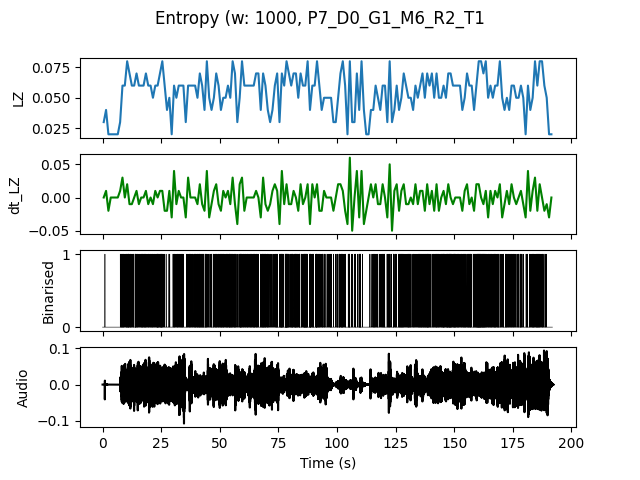 Entropy (w: 1000, P7_D0_G1_M6_R2_T1
0.075
0.050
0.025
LZ
0.05
0.00
−0.05
dt_LZ
1
0
Binarised
0.1
0.0
−0.1
Audio
0 25 50 75 100 125 150 175 200
Time (s)